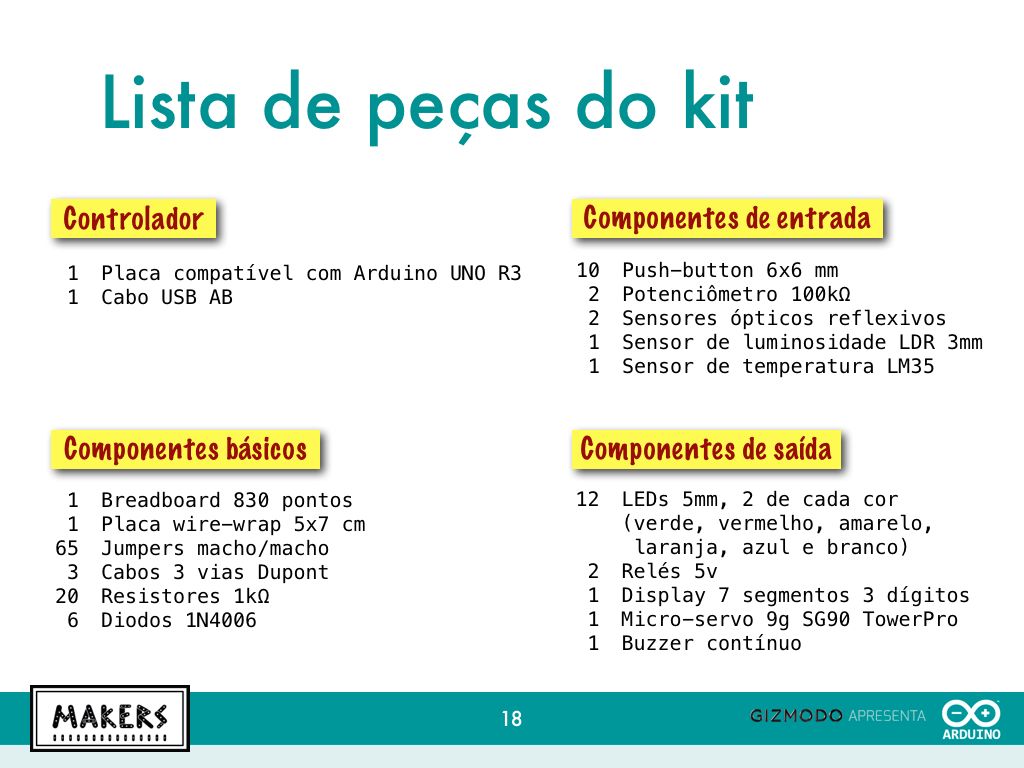 Lista de peças do kit
Controlador
1 Placa compatível com Arduino UNO R3
1 Cabo USB AB
Componentes de entrada
10 Push-button 6x6 mm
2 Potenciômetro 100kΩ
2 Sensores ópticos reflexivos
1 Sensor de luminosidade LDR 3mm
1 Sensor de temperatura LM35
Componentes básicos
1 Breadboard 830 pontos
1 Placa wire-wrap 5x7 cm
65 Jumpers macho/macho
3 Cabos 3 vias Dupont
20 Resistores 1kΩ
6 Diodos 1N4006
Componentes de saída
12 LEDs 5mm, 2 de cada cor
(verde, vermelho, amarelo,
laranja, azul e branco)
2 Relés 5v
1 Display 7 segmentos 3 dígitos
1 Micro-servo 9g SG90 TowerPro
1 Buzzer contínuo
MAKERS
18
GIZMODO APRESENTA
ARDUINO